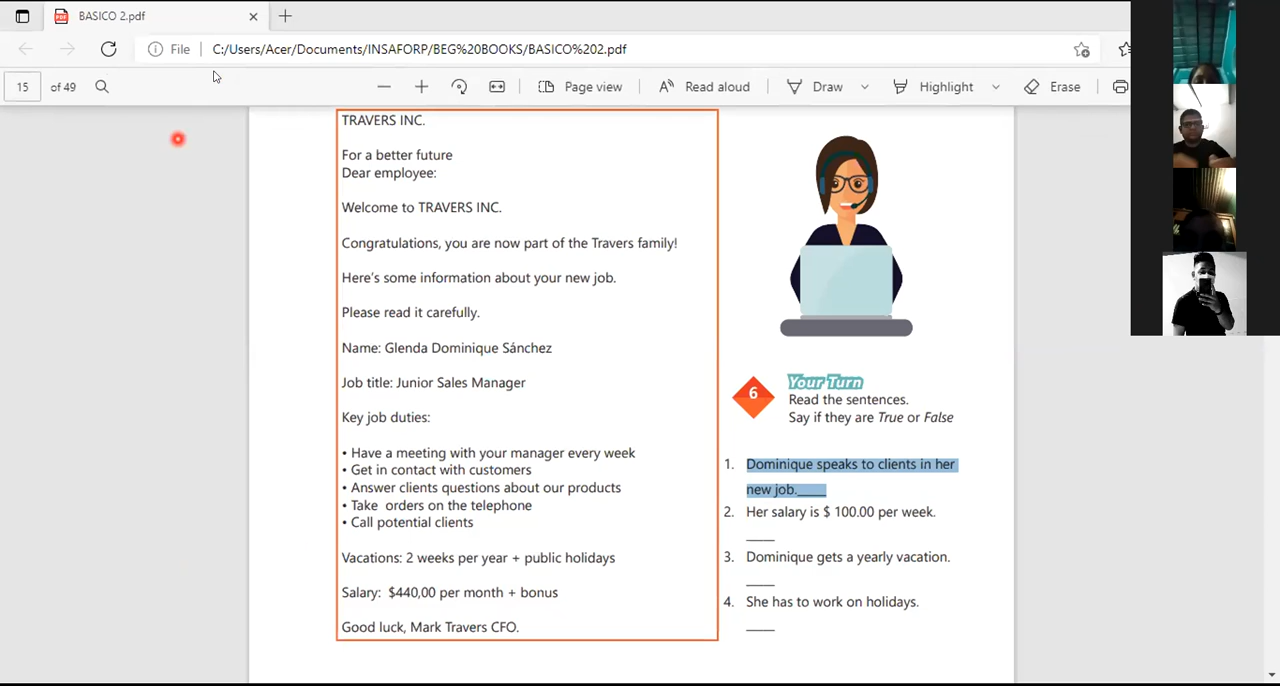 BASICO 2.pdf
File
C:/Users/Acer/Documents/INSAFORP/BEG%20BOOKS/BASICO%202.pdf
15 of 49
Page view
Read aloud
Draw
Highlight
Erase
TRAVERS INC.
For a better future
Dear employee:
Welcome to TRAVERS INC.
Congratulations, you are now part of the Travers family!
Here's some information about your new job.
Please read it carefully.
Name: Glenda Dominique Sánchez
Job title: Junior Sales Manager
Key job duties:
• Have a meeting with your manager every week
• Get in contact with customers
• Answer clients questions about our products
• Take orders on the telephone
• Call potential clients
Vacations: 2 weeks per year + public holidays
Salary: $440,00 per month + bonus
Good luck, Mark Travers CFO.
6
Your Turn
Read the sentences.
Say if they are True or False
1. Dominique speaks to clients in her
new job.____
2. Her salary is $ 100.00 per week.
____
3. Dominique gets a yearly vacation.
____
4. She has to work on holidays.
____